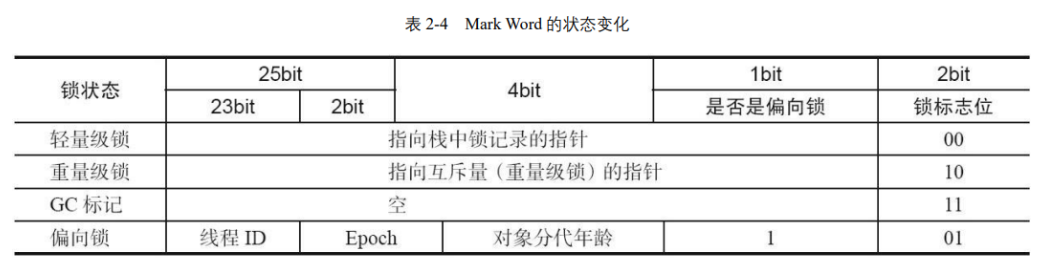 表 2-4 Mark Word 的状态变化
锁状态 25bit 4bit 1bit 2bit
23bit 2bit 是否是偏向锁 锁标志位
轻量级锁 指向栈中锁记录的指针 00
重量级锁 指向互斥量（重量级锁）的指针 10
GC 标记 空 11
偏向锁 线程 ID Epoch 对象分代年龄 1 01